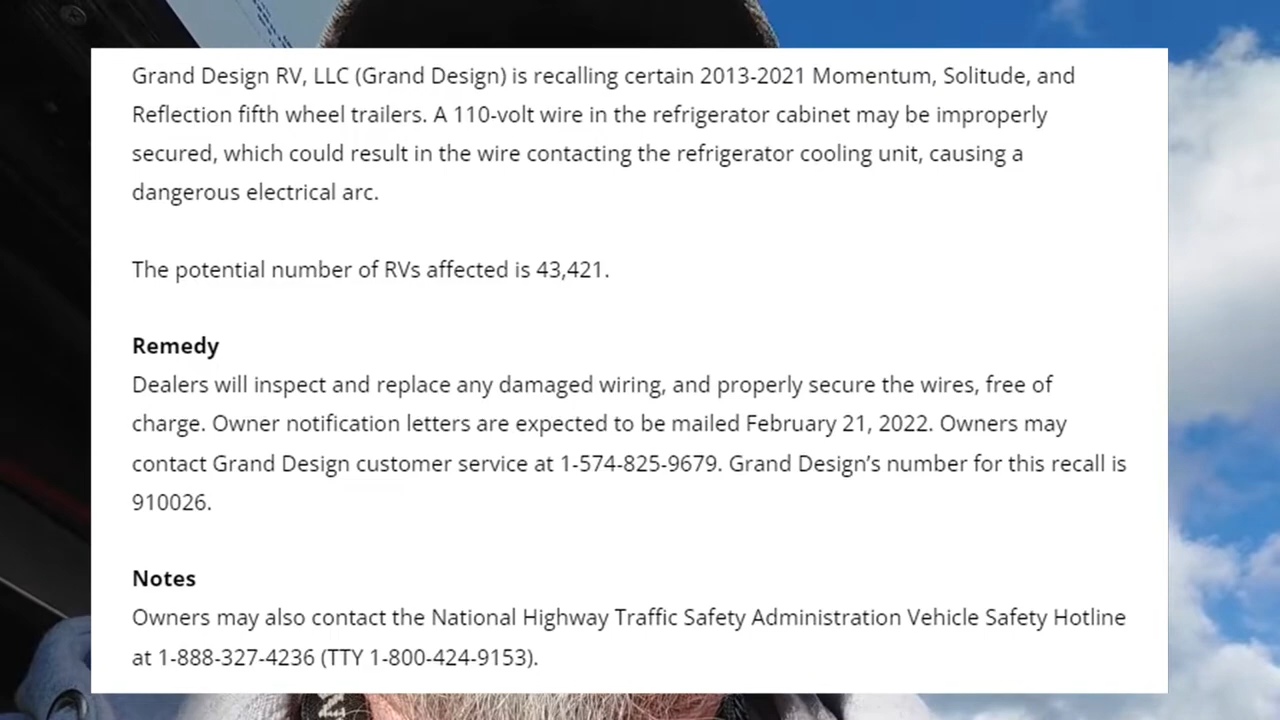 Grand Design RV, LLC (Grand Design) is recalling certain 2013-2021 Momentum, Solitude, and
Reflection fifth wheel trailers. A 110-volt wire in the refrigerator cabinet may be improperly
secured, which could result in the wire contacting the refrigerator cooling unit, causing a
dangerous electrical arc.
The potential number of RVs affected is 43,421.
Remedy
Dealers will inspect and replace any damaged wiring, and properly secure the wires, free of
charge. Owner notification letters are expected to be mailed February 21, 2022. Owners may
contact Grand Design customer service at 1-574-825-9679. Grand Design’s number for this recall is
910026.
Notes
Owners may also contact the National Highway Traffic Safety Administration Vehicle Safety Hotline
at 1-888-327-4236 (TTY 1-800-424-9153).